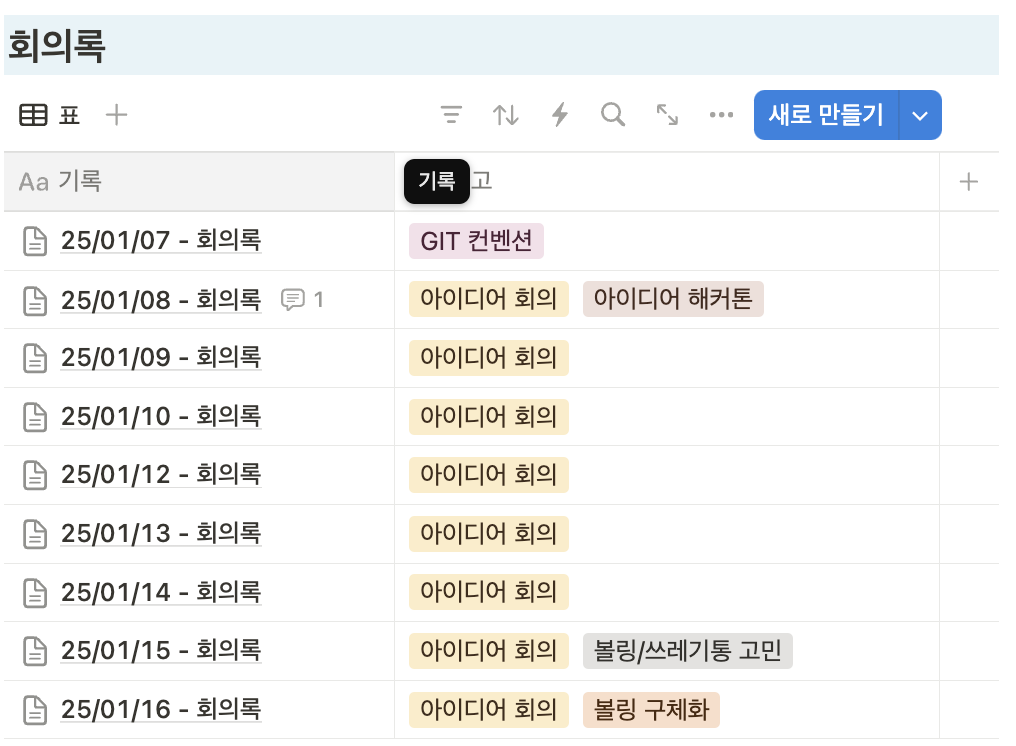 회의록
표
새로 만들기
Aa 기록 기록 고
25/01/07 - 회의록 GIT 컨벤션
25/01/08 - 회의록 1 아이디어 회의 아이디어 해커톤
25/01/09 - 회의록 아이디어 회의
25/01/10 - 회의록 아이디어 회의
25/01/12 - 회의록 아이디어 회의
25/01/13 - 회의록 아이디어 회의
25/01/14 - 회의록 아이디어 회의
25/01/15 - 회의록 아이디어 회의 볼링/쓰레기통 고민
25/01/16 - 회의록 아이디어 회의 볼링 구체화